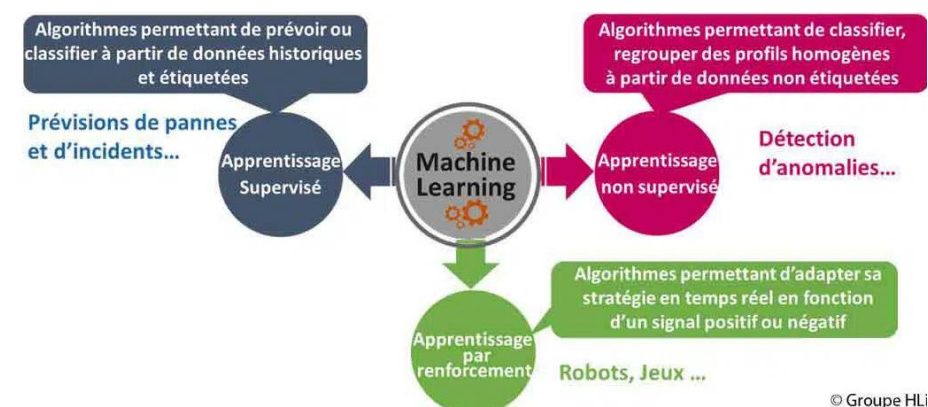 Algorithmes permettant de prévoir ou
classifier à partir de données historiques
et étiquetées
Algorithmes permettant de classifier,
regrouper des profils homogènes
à partir de données non étiquetées
Prévisions de pannes
et d'incidents...
Apprentissage
Supervisé
Machine
Learning
Apprentissage
non supervisé
Détection
d'anomalies...
Algorithmes permettant d'adapter sa
stratégie en temps réel en fonction
d'un signal positif ou négatif
Apprentissage
par
renforcement
Robots, Jeux ...
© Groupe HLi